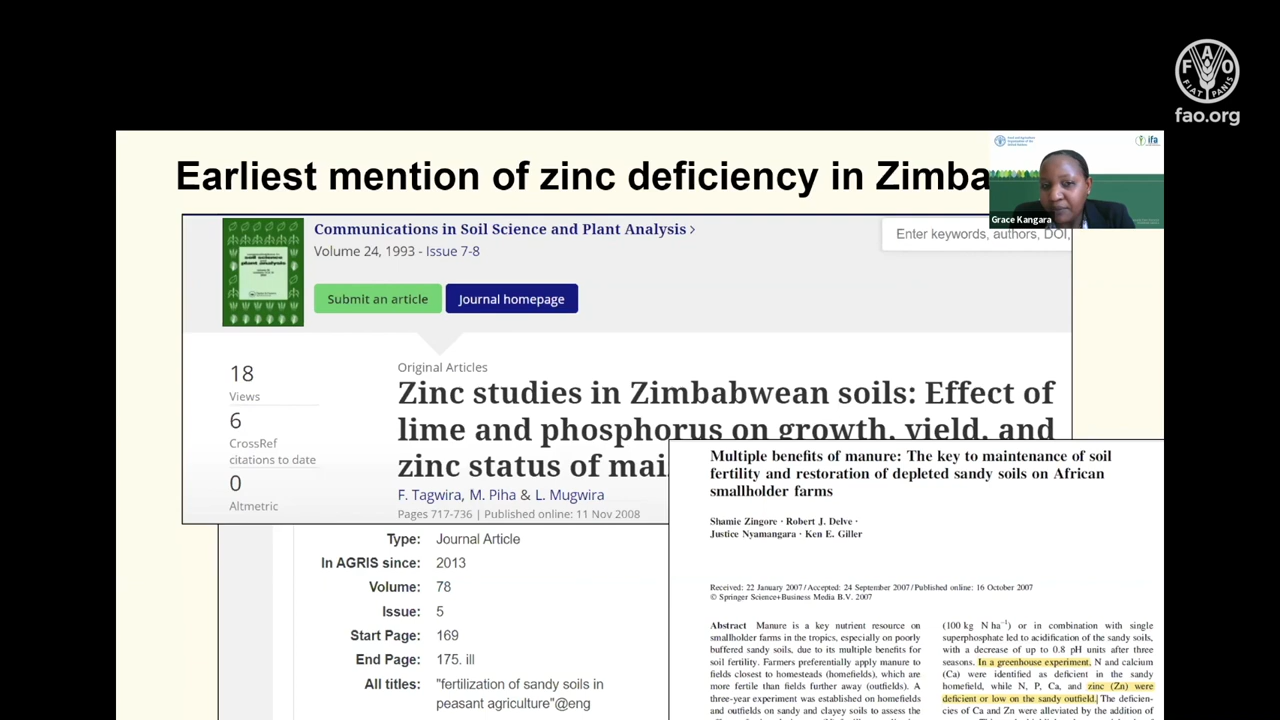 FAO
FIAT PANIS
fao.org
Earliest mention of zinc deficiency in Zimba
ifa
Grace Kangara
Communications in Soil Science and Plant Analysis >
Volume 24, 1993 - Issue 7-8
Enter keywords, authors, DOI,
soil science
plant analysis
Submit an article
Journal homepage
18
Views
6
CrossRef
citations to date
0
Altmetric
Original Articles
Zinc studies in Zimbabwean soils: Effect of
lime and phosphorus on growth, yield, and
zinc status of mai
F. Tagwira, M. Piha & L. Mugwira
Pages 717-736 | Published online: 11 Nov 2008
Type: Journal Article
In AGRIS since: 2013
Volume: 78
Issue: 5
Start Page: 169
End Page: 175. ill
All titles: "fertilization of sandy soils in
peasant agriculture"@eng
Multiple benefits of manure: The key to maintenance of soil
fertility and restoration of depleted sandy soils on African
smallholder farms
Shamie Zingore · Robert J. Delve ·
Justice Nyamangara · Ken E. Giller
Received: 22 January 2007 / Accepted: 24 September 2007 / Published online: 16 October 2007
© Springer Science+Business Media B.V. 2007
Abstract Manure is a key nutrient resource on
smallholder farms in the tropics, especially on poorly
buffered sandy soils, due to its multiple benefits for
soil fertility. Farmers preferentially apply manure to
fields closest to homesteads (homefields), which are
more fertile than fields further away (outfields). A
three-year experiment was established on homefields
and outfields on sandy and clayey soils to assess the
(100 kg N ha⁻¹) or in combination with single
superphosphate led to acidification of the sandy soils,
with a decrease of up to 0.8 pH units after three
seasons. In a greenhouse experiment, N and calcium
(Ca) were identified as deficient in the sandy
homefield, while N, P, Ca, and zinc (Zn) were
deficient or low on the sandy outfield. The deficien-
cies of Ca and Zn were alleviated by the addition of